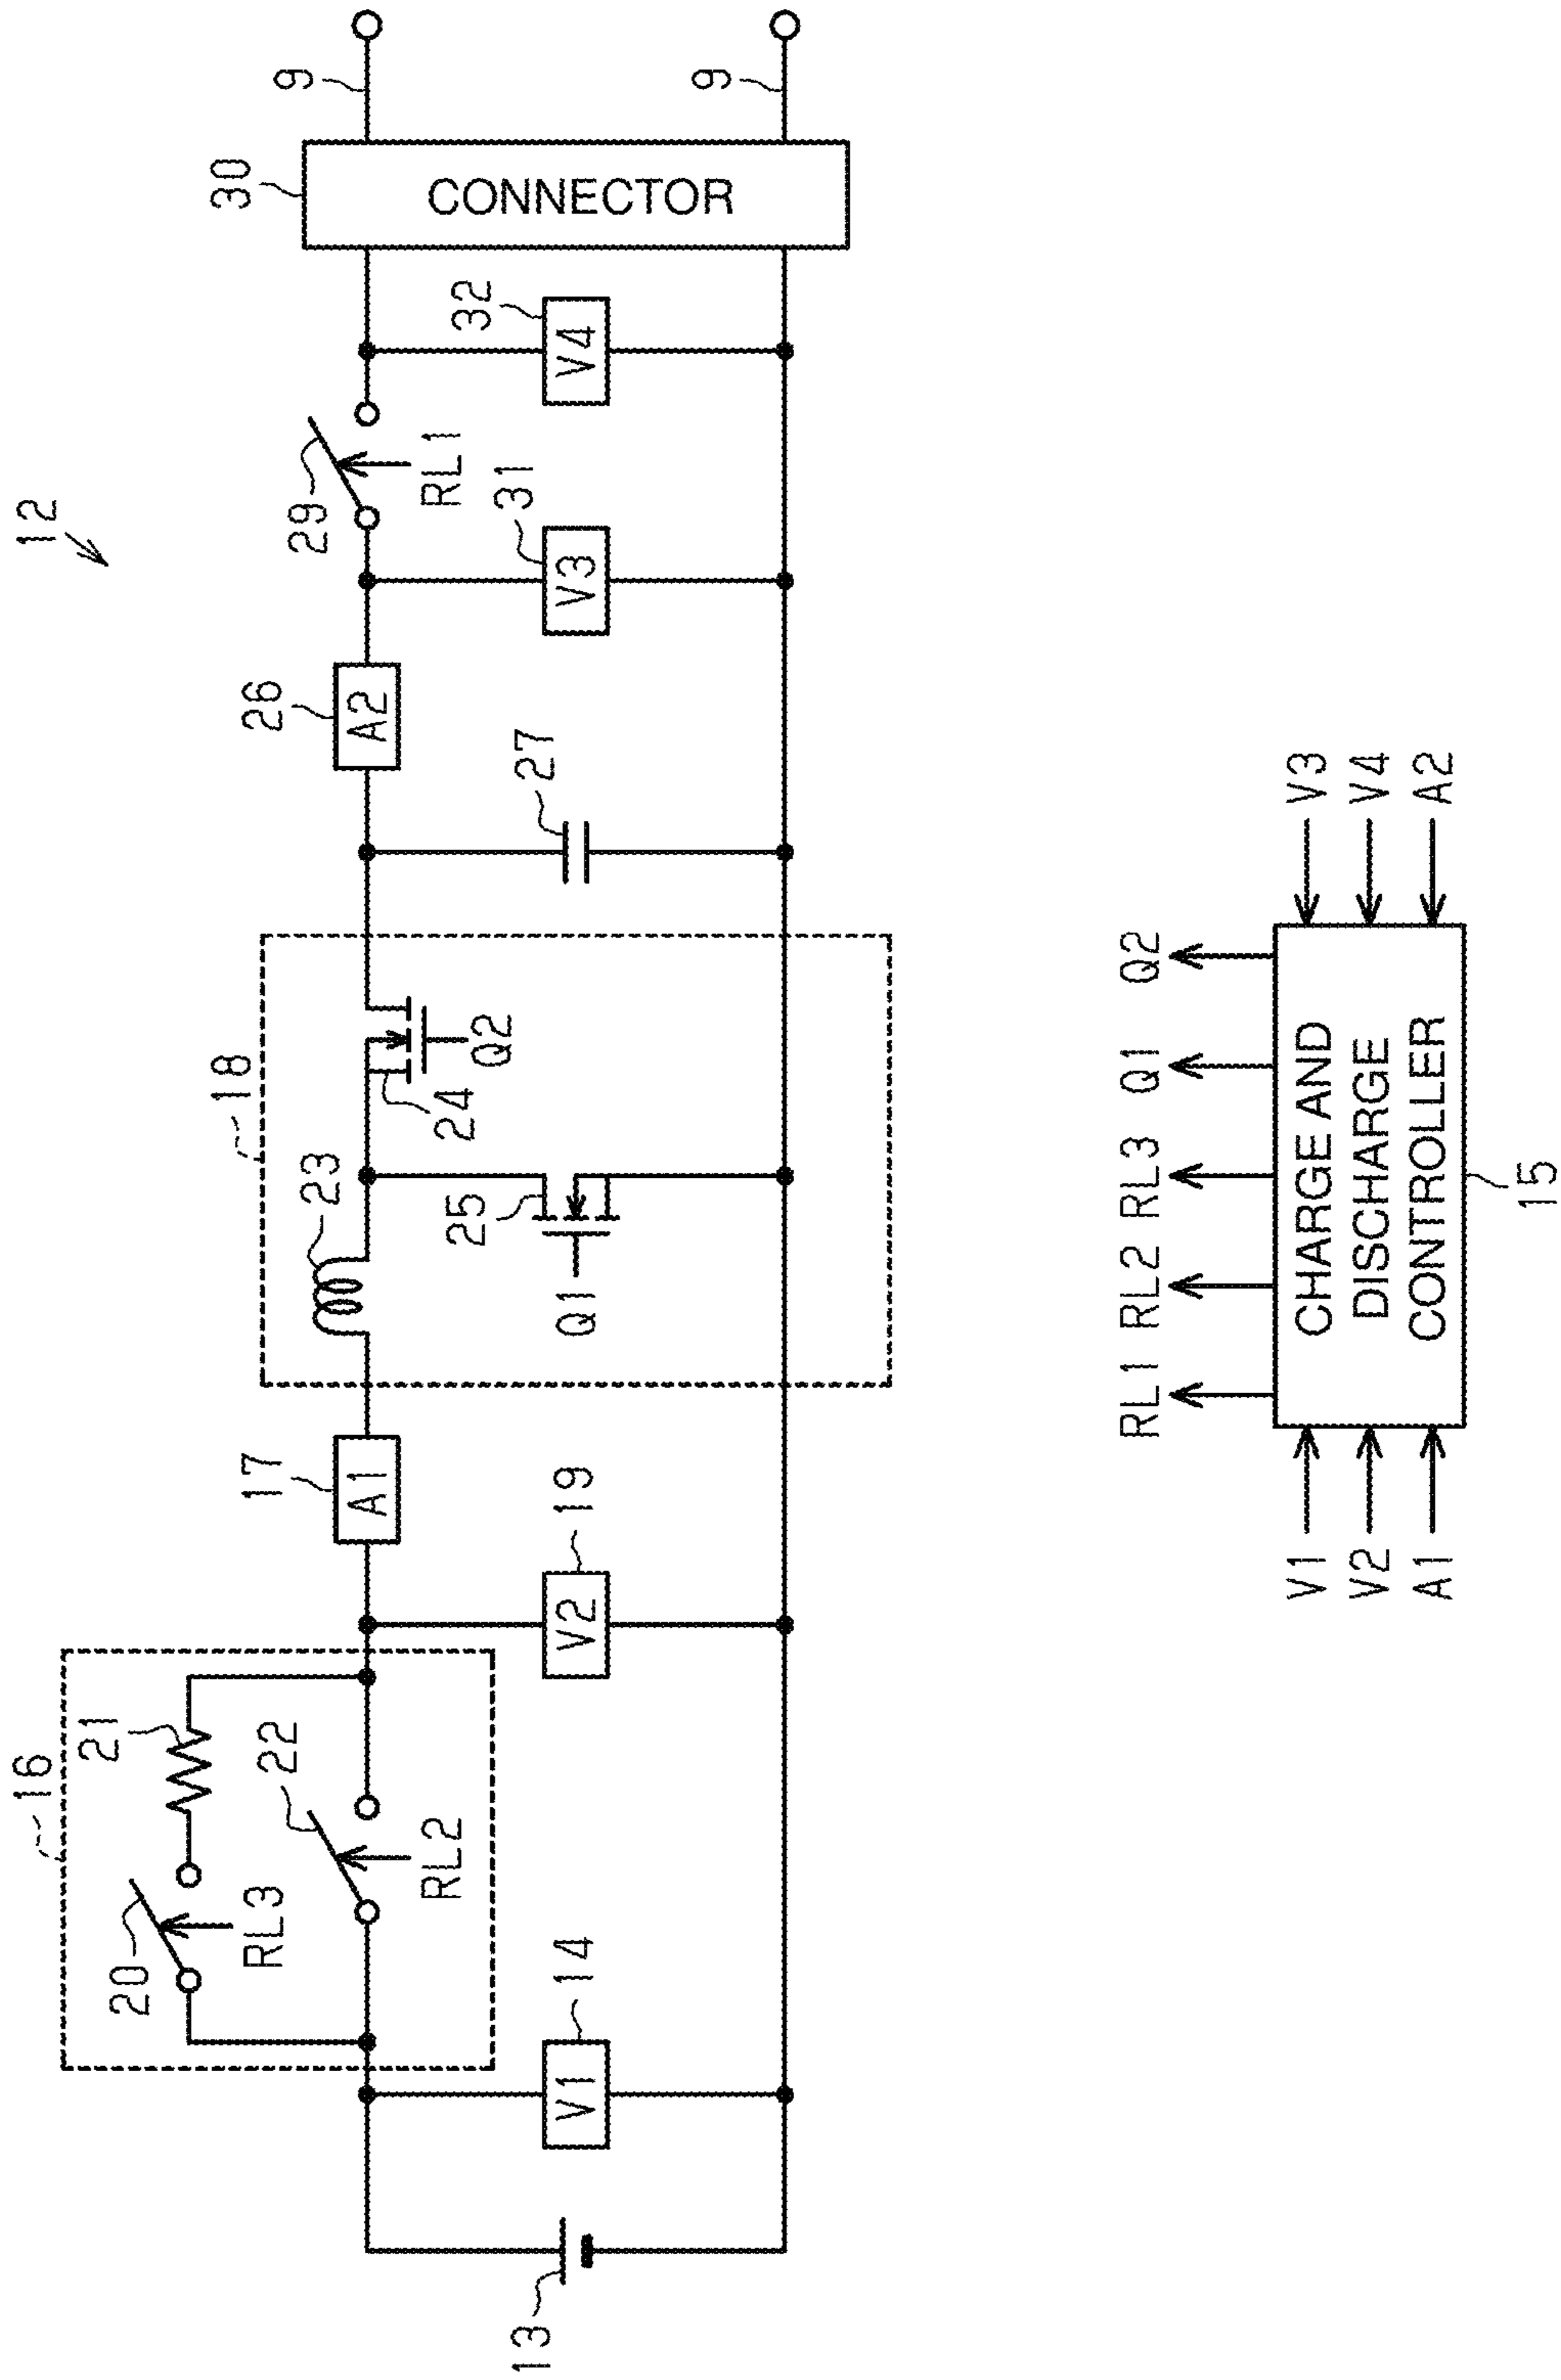 12
16
20
21
RL3
22
RL2
13
V1
14
V2
19
17
A1
18
23
24
Q2
25
Q1
27
26
A2
29
RL1
31
V3
32
V4
30
CONNECTOR
9
9
RL1
RL2
RL3
Q1
Q2
V1
V2
A1
CHARGE AND
DISCHARGE
CONTROLLER
V3
V4
A2
15